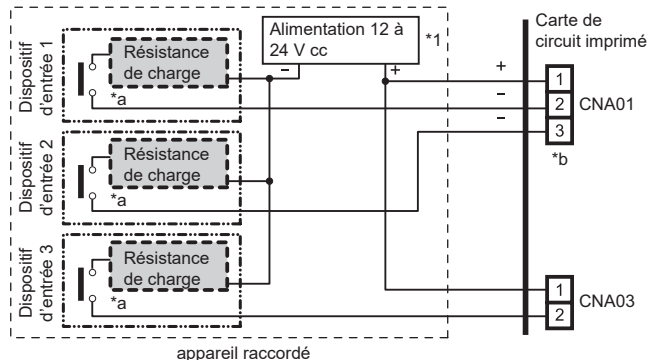 Alimentation 12 à
24 V cc
*1
Carte de
circuit imprimé
Dispositif
d'entrée 1
Résistance
de charge
*a
–
+
+
–
–
1
2
3
CNA01
*b
Dispositif
d'entrée 2
Résistance
de charge
*a
Dispositif
d'entrée 3
Résistance
de charge
*a
1
2
CNA03
appareil raccordé